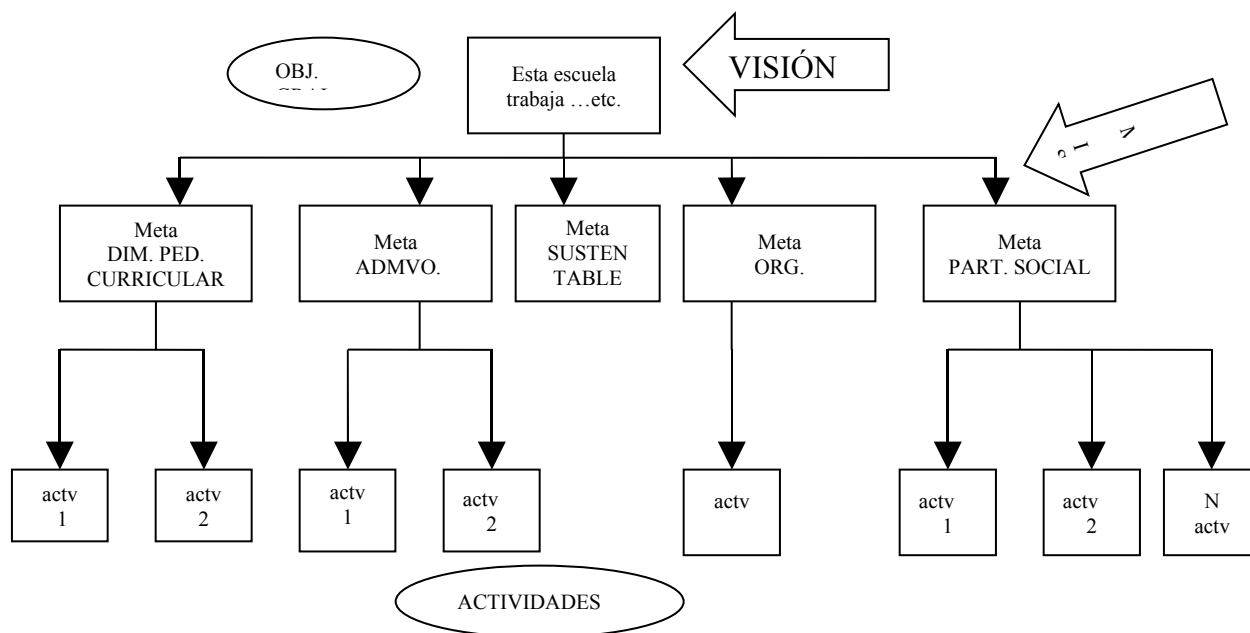 OBJ.
Esta escuela
trabaja …etc.
VISIÓN
Meta
DIM. PED.
CURRICULAR
Meta
ADMVO.
Meta
SUSTEN
TABLE
Meta
ORG.
Meta
PART. SOCIAL
actv
1
actv
2
actv
1
actv
2
actv
actv
1
actv
2
N
actv
ACTIVIDADES